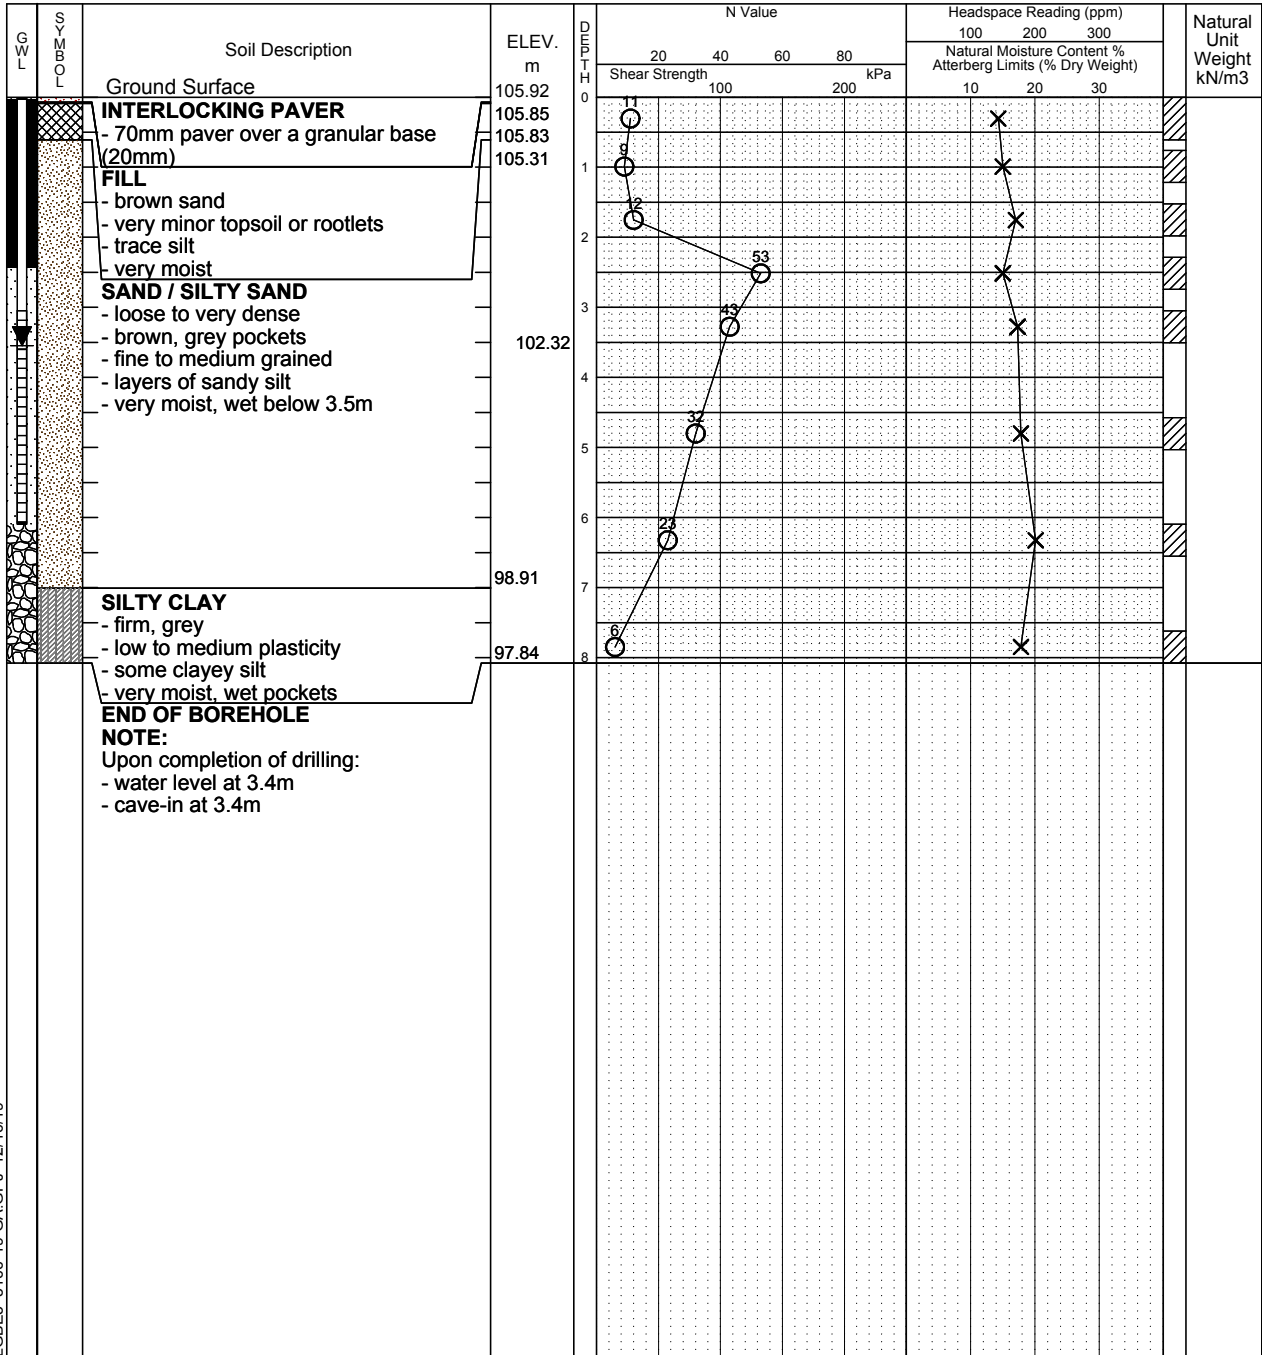 GWL
SYMBOL
Soil Description
Ground Surface
ELEV.
m
DEPTH
N Value
20 40 60 80
Shear Strength kPa
100 200
Headspace Reading (ppm)
100 200 300
Natural Moisture Content %
Atterberg Limits (% Dry Weight)
10 20 30
Natural
Unit
Weight
kN/m3
105.92
0
INTERLOCKING PAVER
105.85
- 70mm paver over a granular base
105.83
(20mm)
105.31
FILL
- brown sand
- very minor topsoil or rootlets
- trace silt
- very moist
SAND / SILTY SAND
- loose to very dense
- brown, grey pockets
102.32
- fine to medium grained
- layers of sandy silt
- very moist, wet below 3.5m
98.91
SILTY CLAY
- firm, grey
- low to medium plasticity
97.84
- some clayey silt
- very moist, wet pockets
END OF BOREHOLE
NOTE:
Upon completion of drilling:
- water level at 3.4m
- cave-in at 3.4m
1
2
3
4
5
6
7
8
11
9
12
53
43
32
23
6